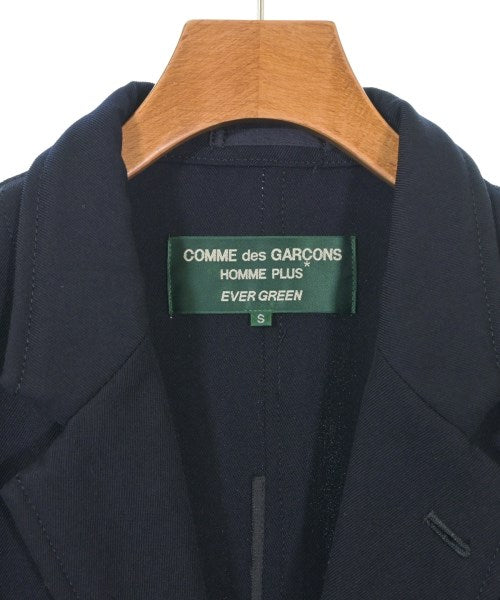 COMME des GARÇONS
HOMME PLUS*
EVER GREEN
S